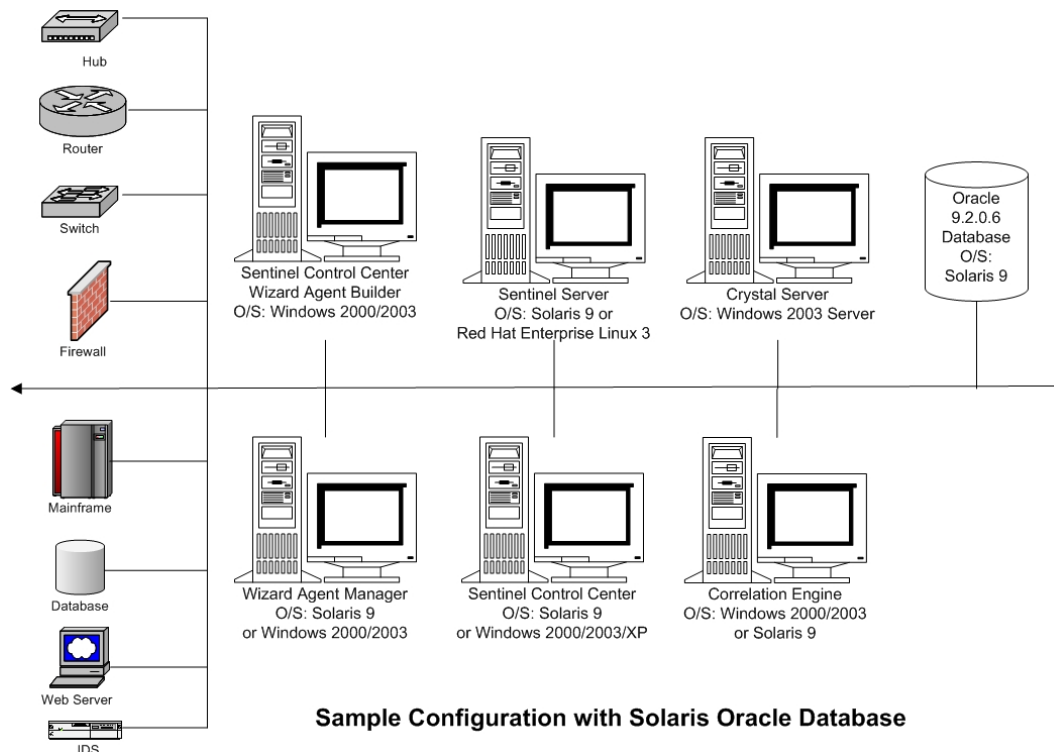 Hub
Router
Switch
Firewall
Mainframe
Database
Web Server
IDS
Sentinel Control Center
Wizard Agent Builder
O/S: Windows 2000/2003
Sentinel Server
O/S: Solaris 9 or
Red Hat Enterprise Linux 3
Crystal Server
O/S: Windows 2003 Server
Oracle
9.2.0.6
Database
O/S:
Solaris 9
Wizard Agent Manager
O/S: Solaris 9
or Windows 2000/2003
Sentinel Control Center
O/S: Solaris 9
or Windows 2000/2003/XP
Correlation Engine
O/S: Windows 2000/2003
or Solaris 9
Sample Configuration with Solaris Oracle Database